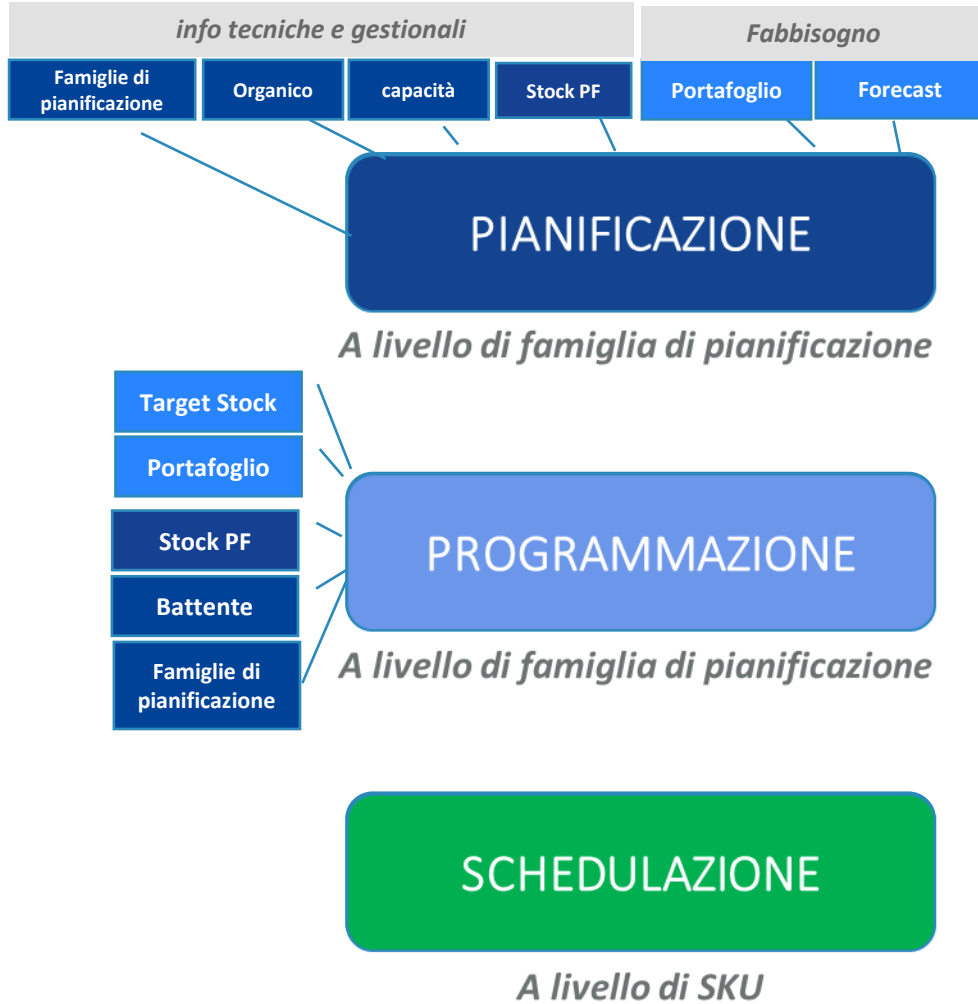 info tecniche e gestionali
Fabbisogno
Famiglie di
pianificazione
Organico
capacità
Stock PF
Portafoglio
Forecast
PIANIFICAZIONE
A livello di famiglia di pianificazione
Target Stock
Portafoglio
Stock PF
Battente
Famiglie di
pianificazione
PROGRAMMAZIONE
A livello di famiglia di pianificazione
SCHEDULAZIONE
A livello di SKU